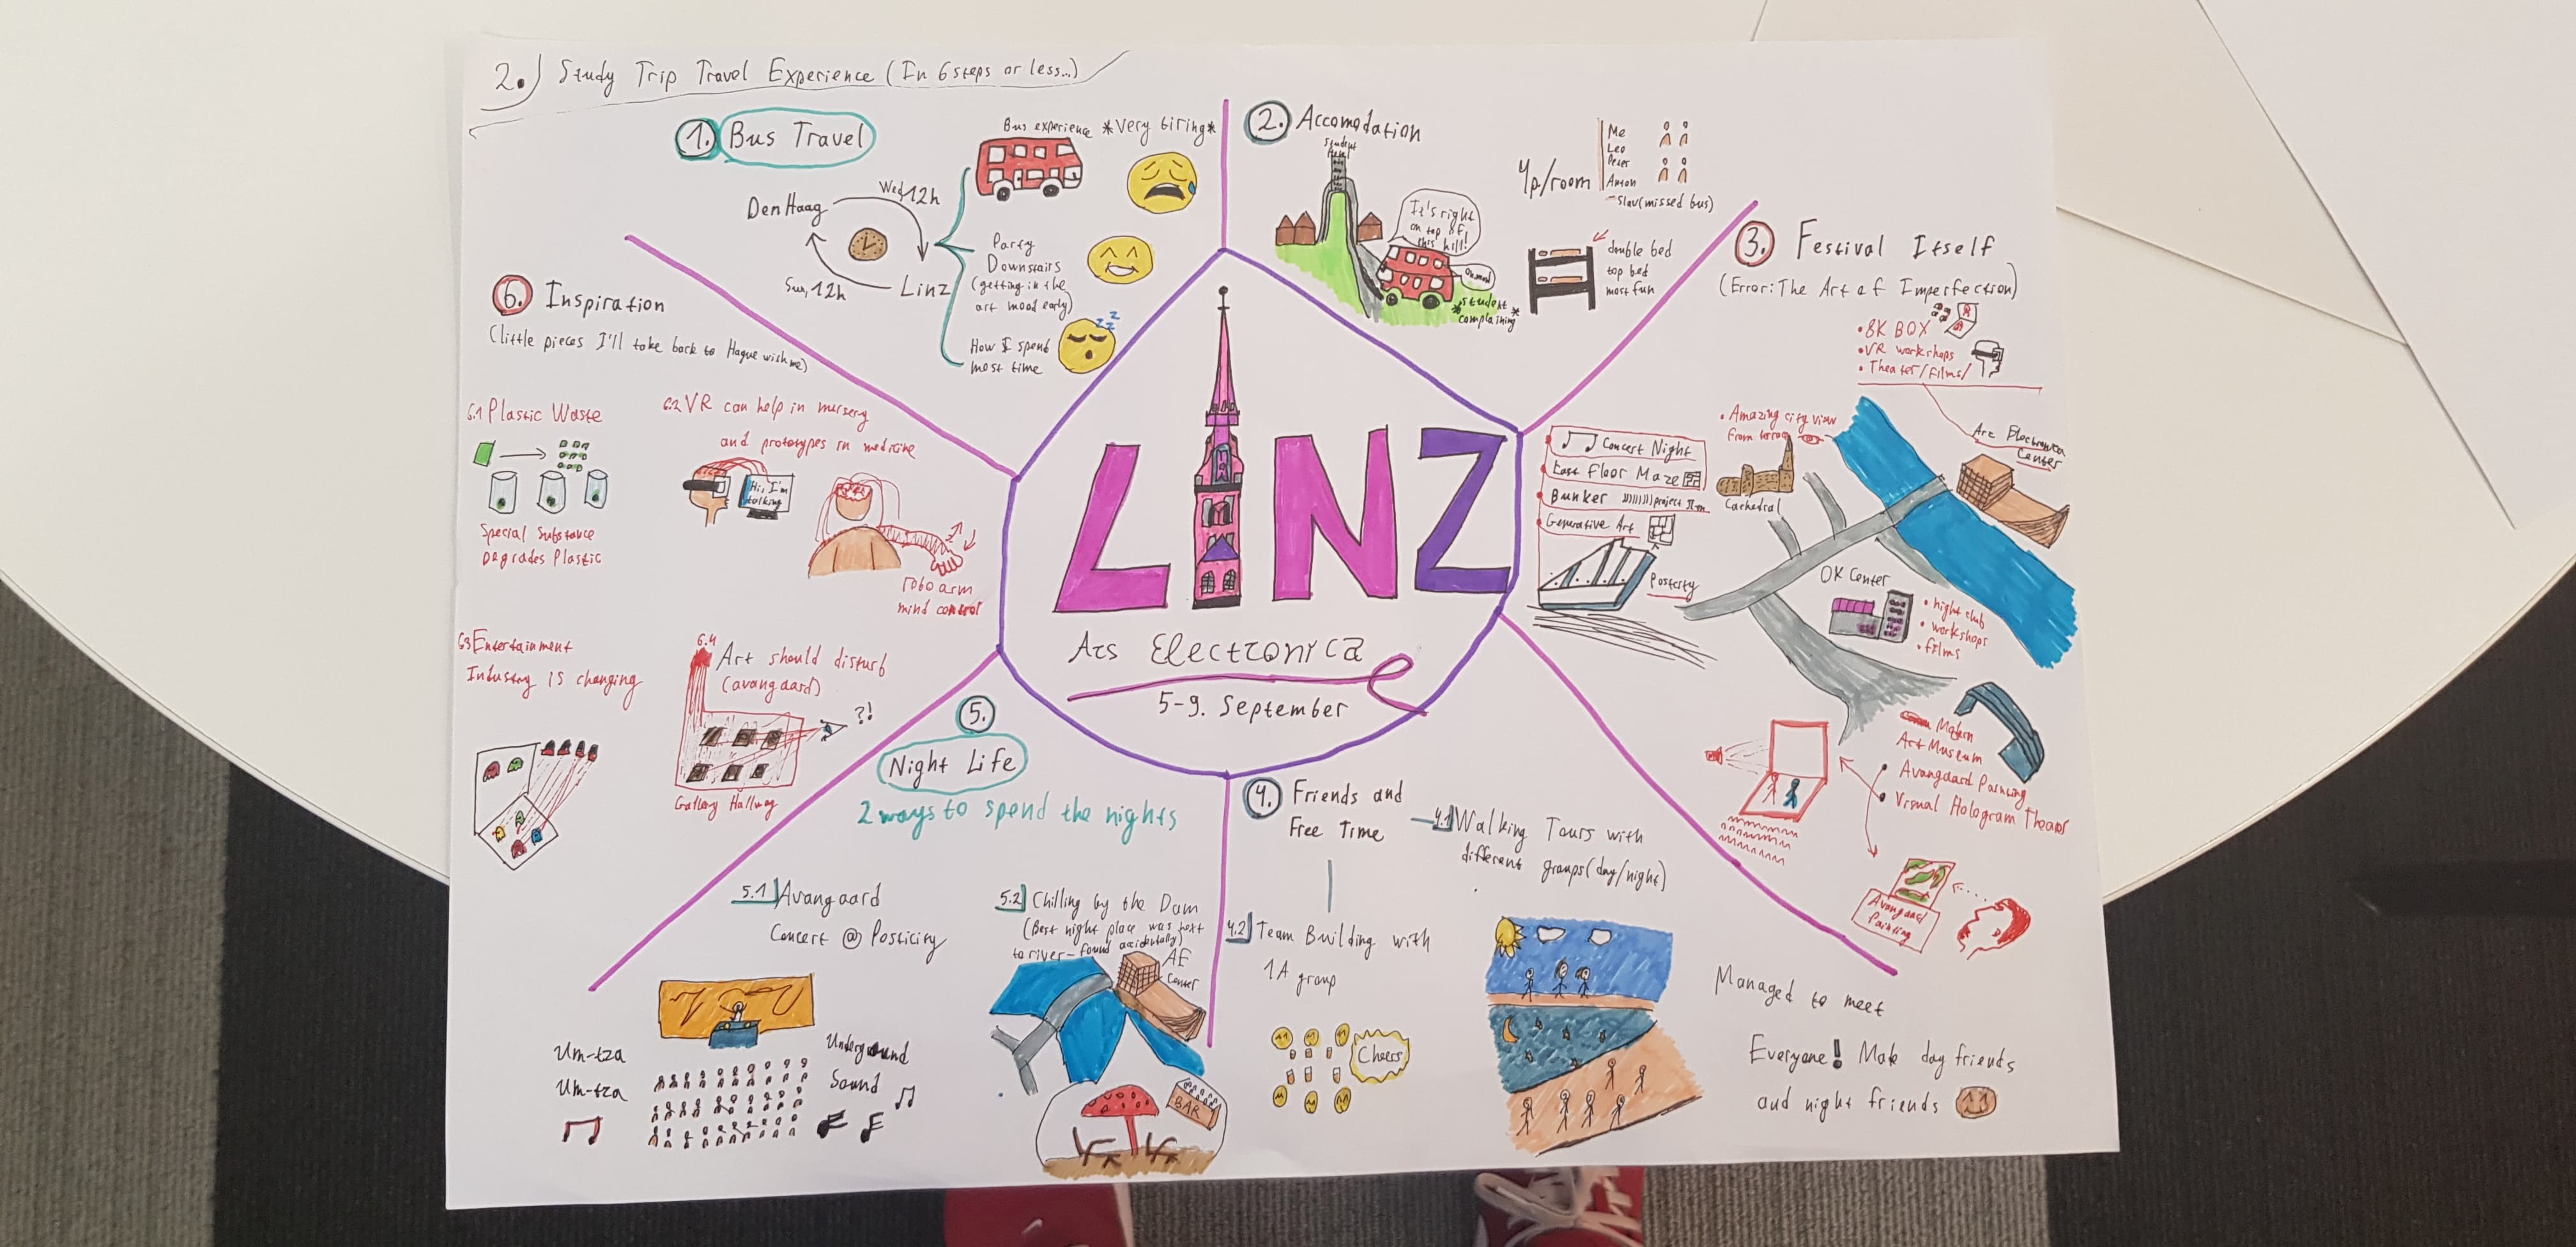 2.) Study Trip Travel Experience (In 6 steps or less...)
1. Bus Travel
Bus experience *very tiring*
Den Haag
Wed, 12h
Linz
Sun, 12h
Party
Downstairs
(getting in the
art mood early)
How I spent
most time
z z z
2. Accomodation
Student
Hotel
It's right
on top of
this hill!
Oh, no!
*student*
complaining
4p/room
Me
Leo
Peter
Anton
-Slav (missed bus)
double bed
top bed
most fun
3. Festival Itself
(Error: The Art of Imperfection)
• 8K BOX
• VR workshops
• Theater/films/
Ars Electronica
Center
• Amazing city view
from terrace
Cathedral
Concert Night
Last Floor Maze
Bunker )))))))) project
Generative Art
Postcity
OK Center
• night club
• workshops
• films
Modern
Art Museum
• Avangaard Painting
• Visual Hologram Theater
Avangaard
Painting
LINZ
Ars Electronica
5-9. September
4. Friends and
Free Time
4.1 Walking Tours with
different groups (day/night)
4.2 Team Building with
1A group
Cheers
Managed to meet
Everyone! Made day friends
and night friends
5.
Night Life
2 ways to spend the nights
5.1 Avangaard
Concert @ Posticity
Um-tza
Um-tza
Underground
Sound
5.2 Chilling by the Dam
(Best night place was next
to river - found accidentally)
AE
Center
BAR
6. Inspiration
(little pieces I'll take back to Hague with me)
6.1 Plastic Waste
Special Substance
Degrades Plastic
6.2 VR can help in nursery
and prototypes in medicine
Hi, I'm
talking
robo arm
mind control
6.3 Entertainment
Industry is changing
6.4
Art should disturb
(avangaard)
?!
Gallery Hallway